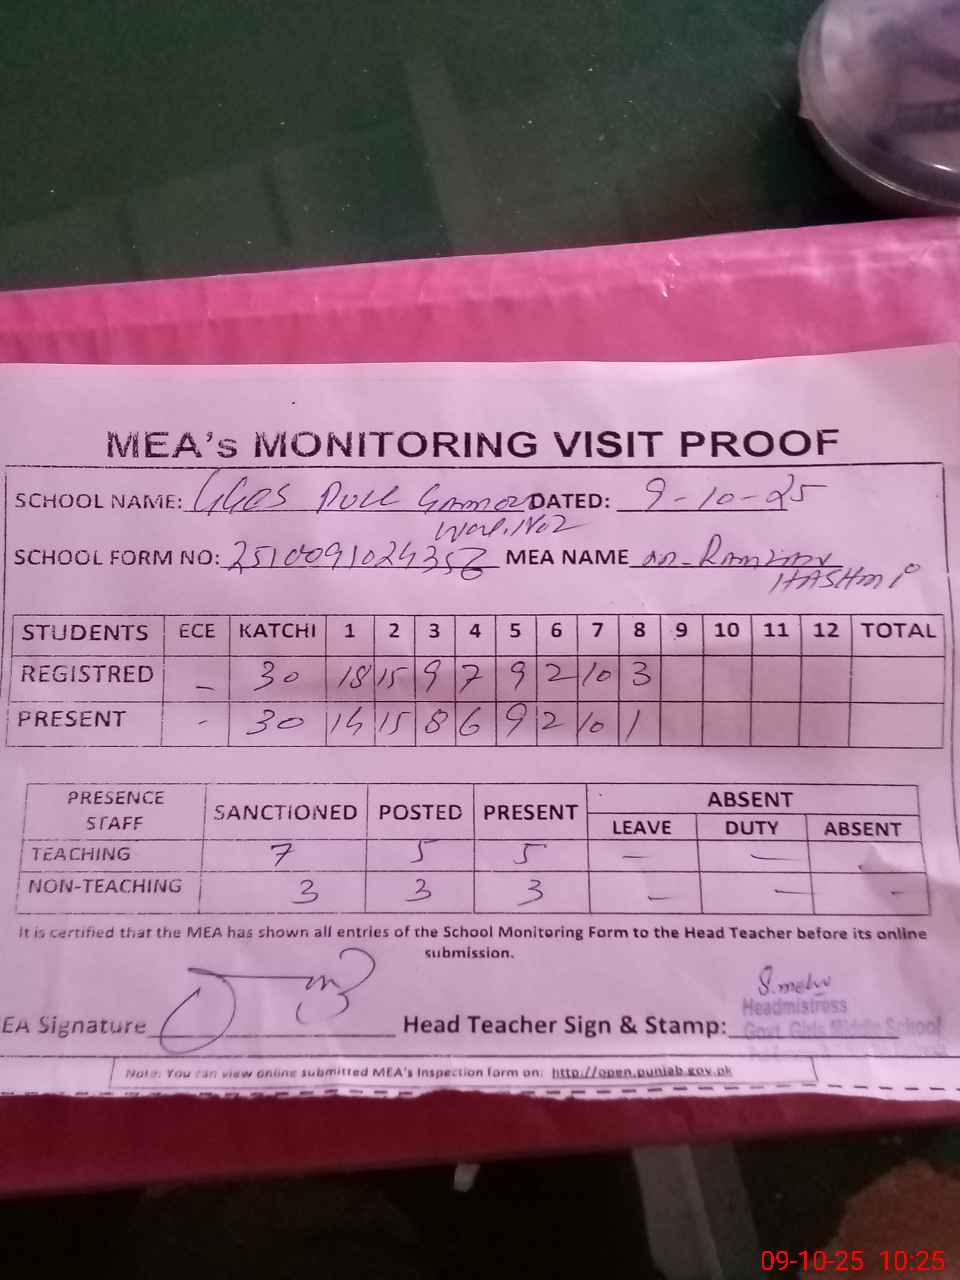 MEA's MONITORING VISIT PROOF
SCHOOL NAME: DATED: 9-10-25
SCHOOL FORM NO: MEA NAME
HASHMI
STUDENTS ECE KATCHI 1 2 3 4 5 6 7 8 9 10 11 12 TOTAL
REGISTRED – 30 18 15 9 7 9 2 10 3
PRESENT - 30 14 15 8 6 9 2 10 1
PRESENCE STAFF SANCTIONED POSTED PRESENT ABSENT
LEAVE DUTY ABSENT
TEACHING 7 5 5 — — -
NON-TEACHING 3 3 3 — — -
It is certified that the MEA has shown all entries of the School Monitoring Form to the Head Teacher before its online
submission.
EA Signature Head Teacher Sign & Stamp:
Headmistress
Govt. Girls Middle School
Note: You can view online submitted MEA's Inspection form on: http://open.punjab.gov.pk
09-10-25 10:25